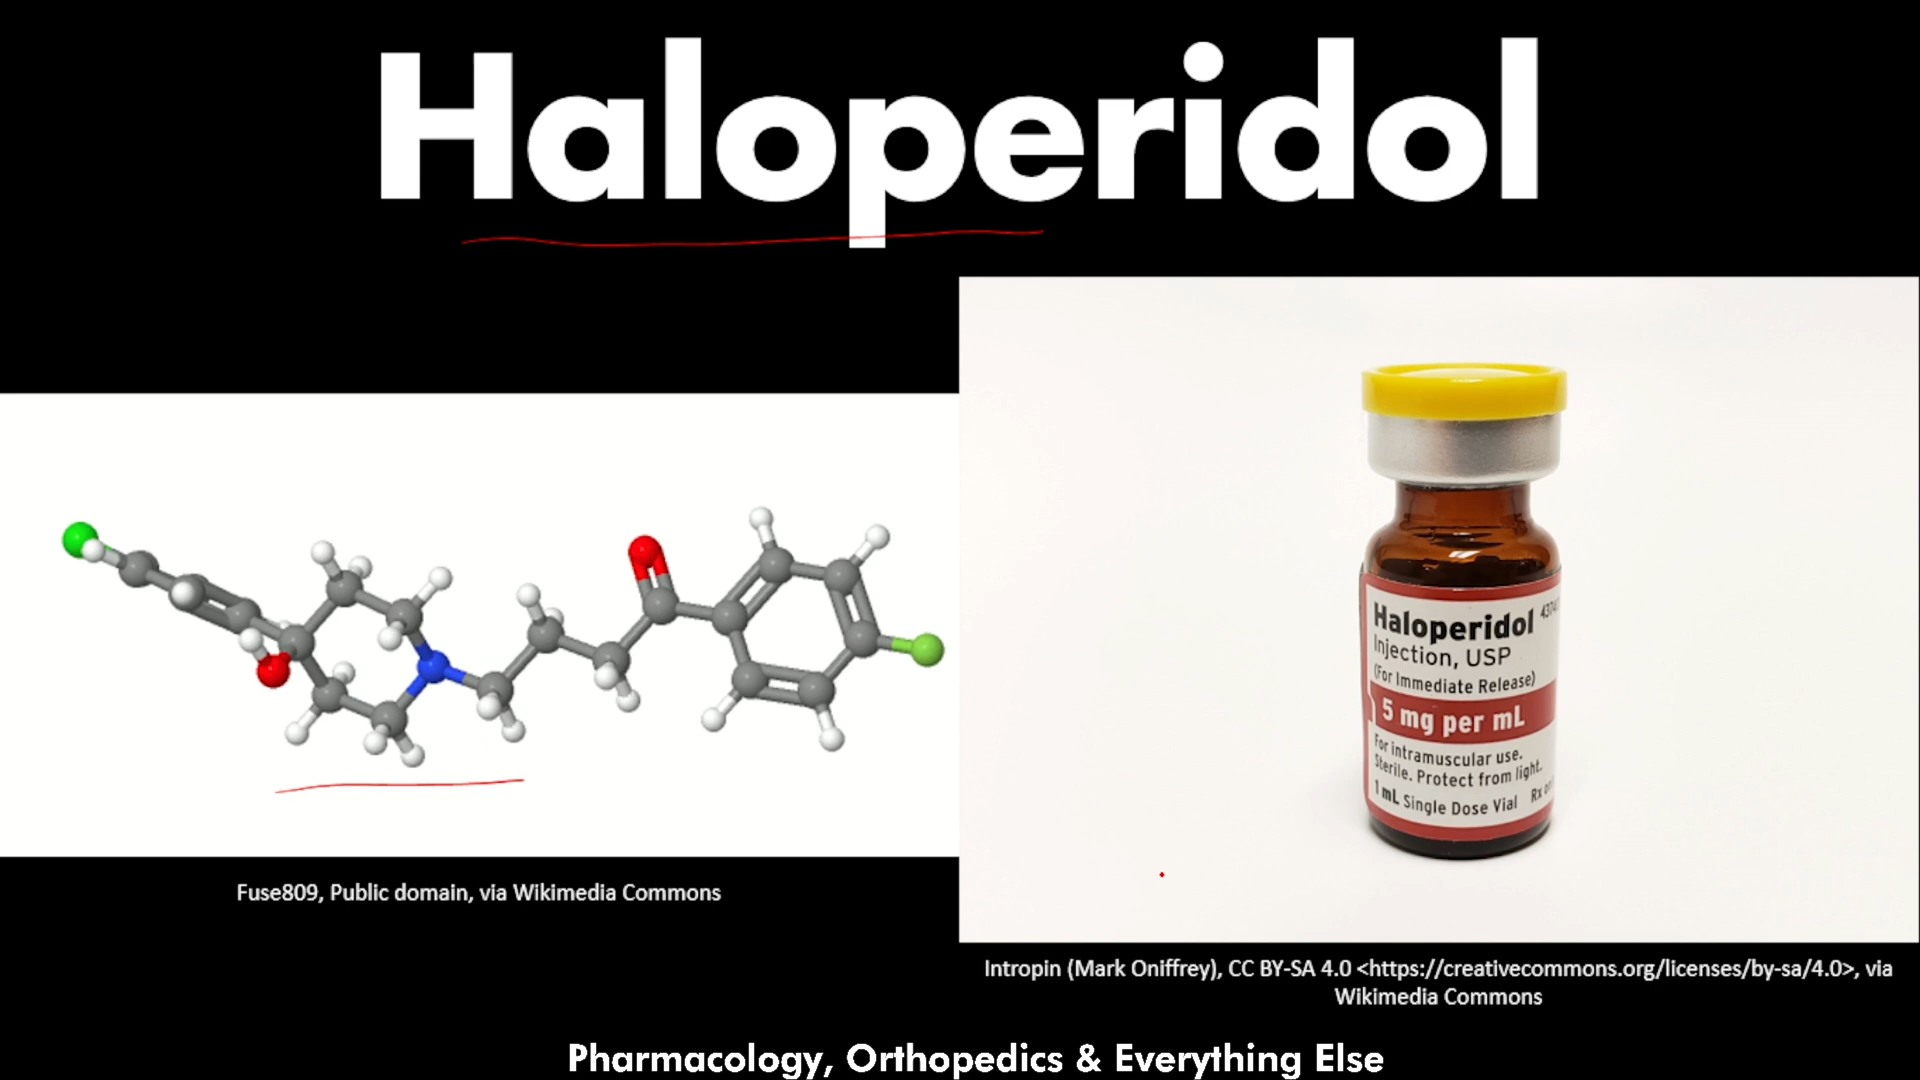 Haloperidol
Haloperidol
Injection, USP
(For Immediate Release)
5 mg per mL
For intramuscular use.
Sterile. Protect from light.
1 mL Single Dose Vial
Fuse809, Public domain, via Wikimedia Commons
Intropin (Mark Oniffrey), CC BY-SA 4.0 <https://creativecommons.org/licenses/by-sa/4.0>, via
Wikimedia Commons
Pharmacology, Orthopedics & Everything Else